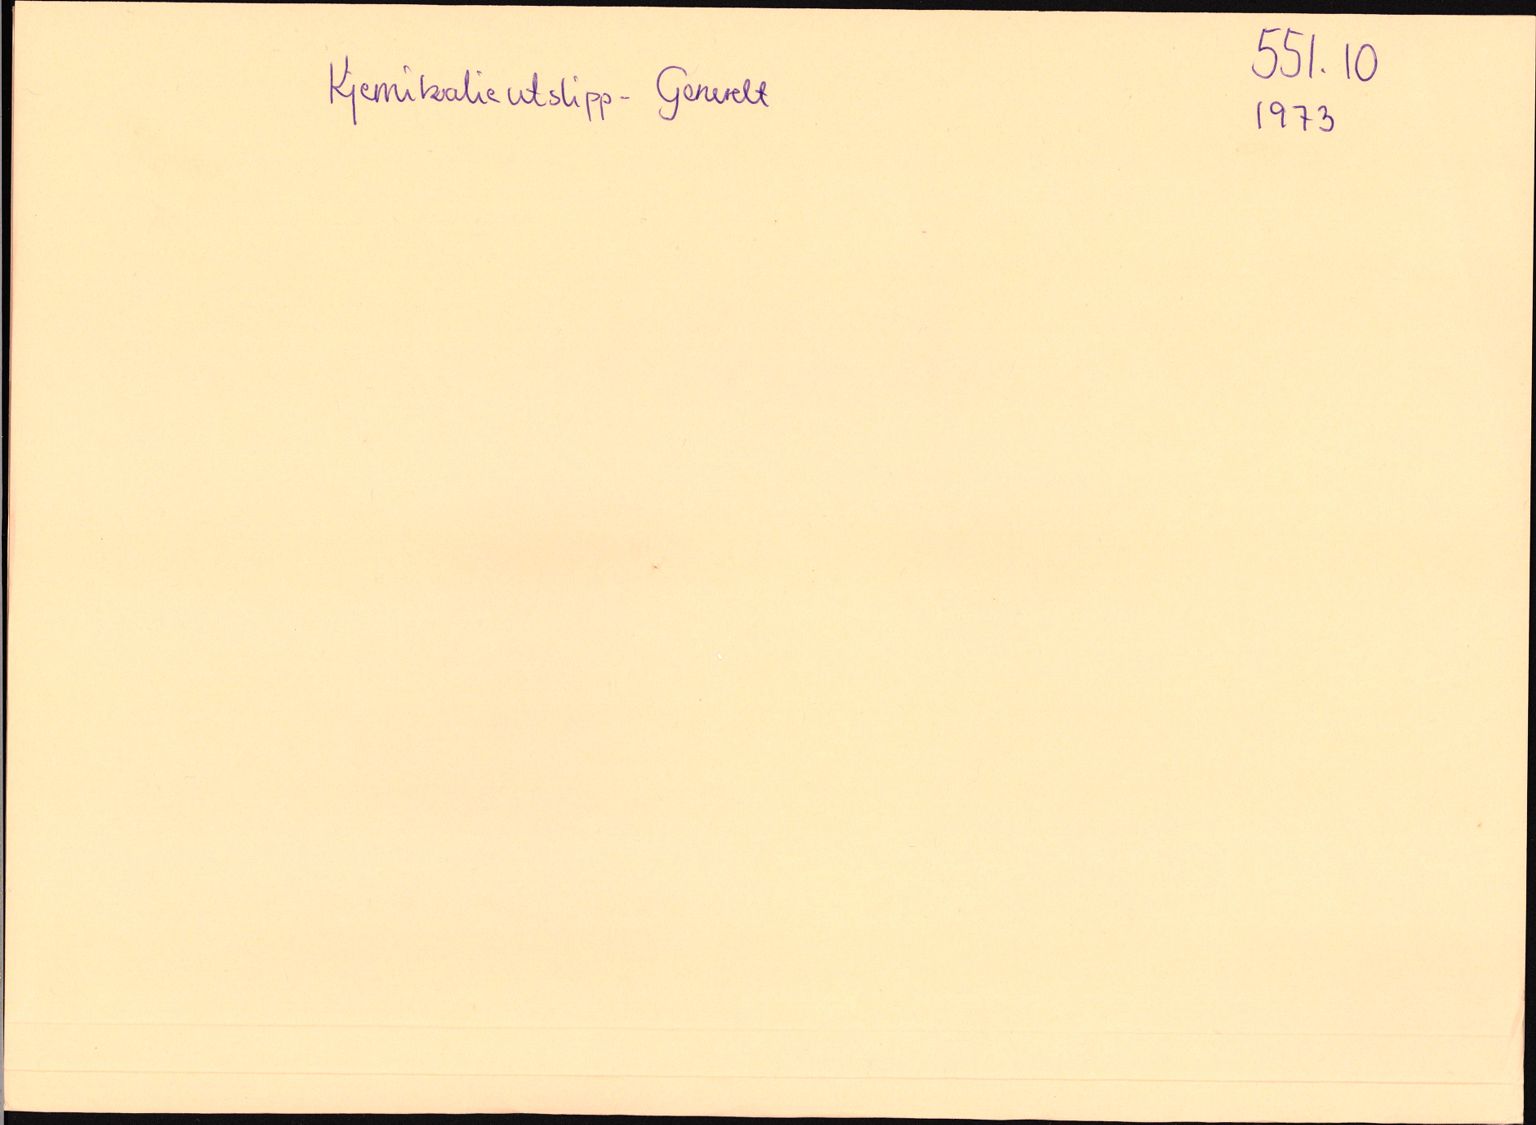 Kjemikalieutslipp - Generelt
551.10
1973